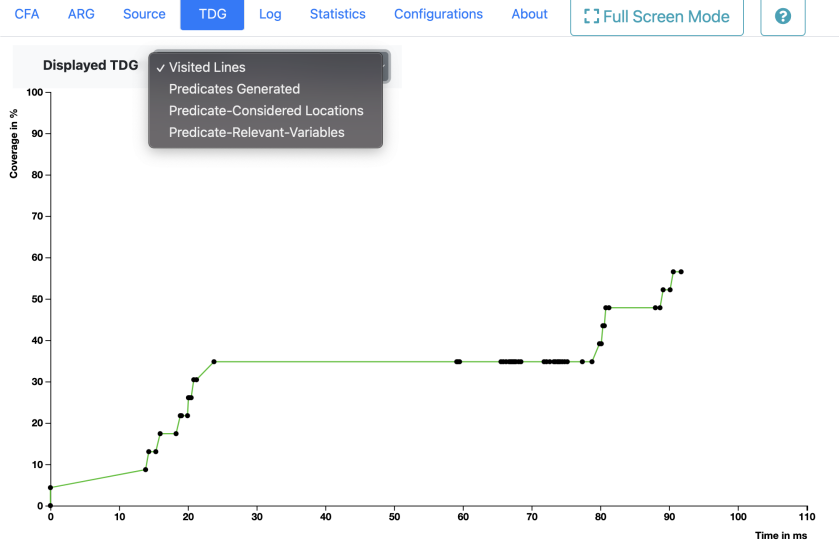 CFA ARG Source TDG Log Statistics Configurations About Full Screen Mode ?
Displayed TDG
✓ Visited Lines
Predicates Generated
Predicate-Considered Locations
Predicate-Relevant-Variables
Coverage in %
100
90
80
70
60
50
40
30
20
10
0
0 10 20 30 40 50 60 70 80 90 100 110
Time in ms